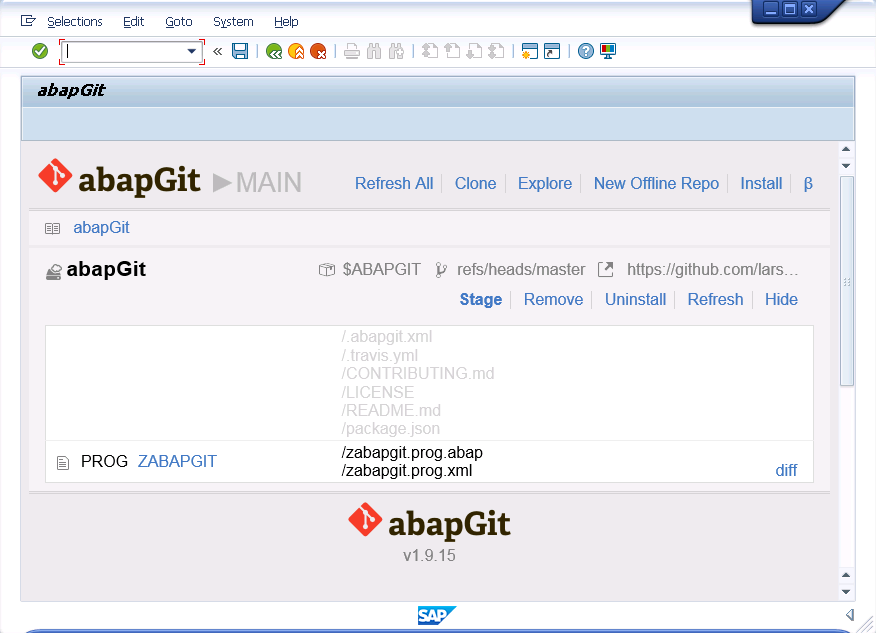 Selections Edit Goto System Help
abapGit
abapGit MAIN Refresh All Clone Explore New Offline Repo Install β
abapGit
abapGit $ABAPGIT refs/heads/master https://github.com/lars...
Stage Remove Uninstall Refresh Hide
/.abapgit.xml
/.travis.yml
/CONTRIBUTING.md
/LICENSE
/README.md
/package.json
PROG ZABAPGIT /zabapgit.prog.abap
/zabapgit.prog.xml diff
abapGit
v1.9.15
SAP